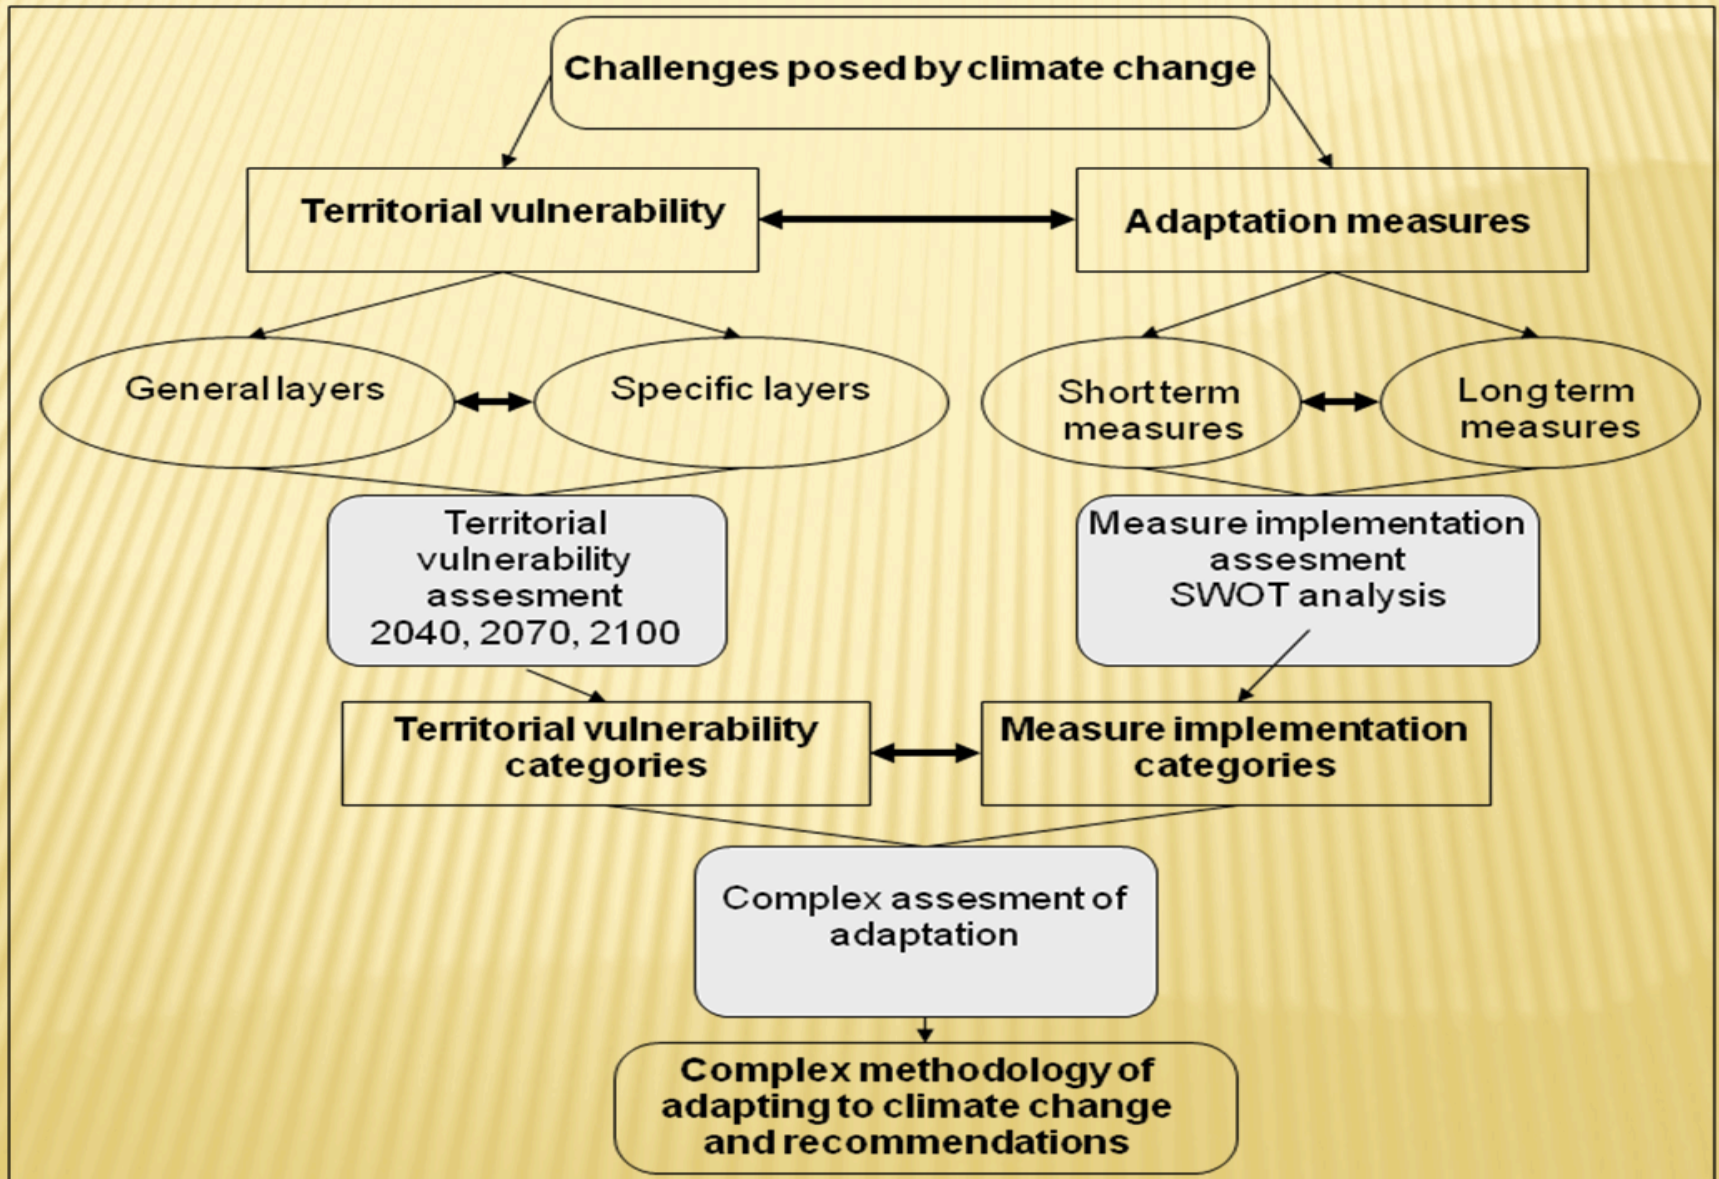 Challenges posed by climate change
Territorial vulnerability
Adaptation measures
General layers
Specific layers
Short term
measures
Long term
measures
Territorial
vulnerability
assesment
2040, 2070, 2100
Measure implementation
assesment
SWOT analysis
Territorial vulnerability
categories
Measure implementation
categories
Complex assesment of
adaptation
Complex methodology of
adapting to climate change
and recommendations